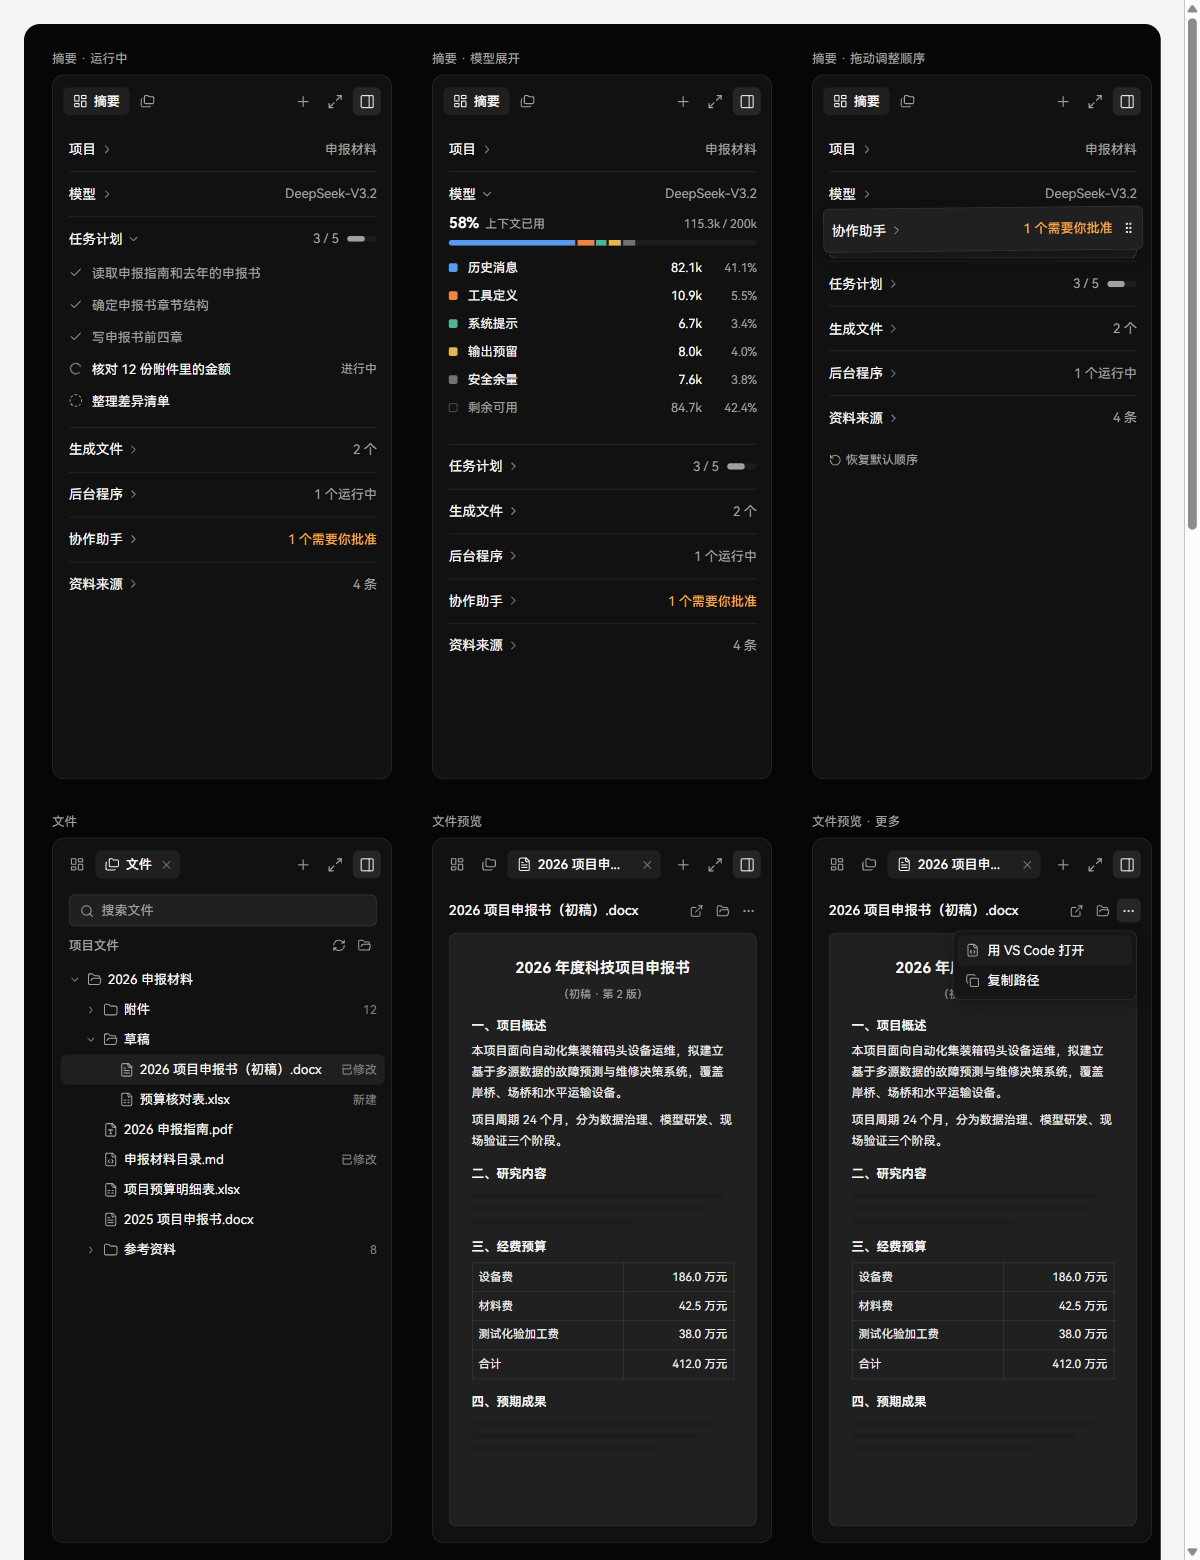 摘要 · 运行中
摘要
项目
申报材料
模型
DeepSeek-V3.2
任务计划
3 / 5
读取申报指南和去年的申报书
确定申报书章节结构
写申报书前四章
核对 12 份附件里的金额
进行中
整理差异清单
生成文件
2 个
后台程序
1 个运行中
协作助手
1 个需要你批准
资料来源
4 条
摘要 · 模型展开
摘要
项目
申报材料
模型
DeepSeek-V3.2
58% 上下文已用
115.3k / 200k
历史消息 82.1k 41.1%
工具定义 10.9k 5.5%
系统提示 6.7k 3.4%
输出预留 8.0k 4.0%
安全余量 7.6k 3.8%
剩余可用 84.7k 42.4%
任务计划
3 / 5
生成文件
2 个
后台程序
1 个运行中
协作助手
1 个需要你批准
资料来源
4 条
摘要 · 拖动调整顺序
摘要
项目
申报材料
模型
DeepSeek-V3.2
协作助手
1 个需要你批准
任务计划
3 / 5
生成文件
2 个
后台程序
1 个运行中
资料来源
4 条
恢复默认顺序
文件
文件
搜索文件
项目文件
2026 申报材料
附件
12
草稿
2026 项目申报书（初稿）.docx
已修改
预算核对表.xlsx
新建
2026 申报指南.pdf
申报材料目录.md
已修改
项目预算明细表.xlsx
2025 项目申报书.docx
参考资料
8
文件预览
2026 项目申...
2026 项目申报书（初稿）.docx
2026 年度科技项目申报书
（初稿 · 第 2 版）
一、项目概述
本项目面向自动化集装箱码头设备运维，拟建立
基于多源数据的故障预测与维修决策系统，覆盖
岸桥、场桥和水平运输设备。
项目周期 24 个月，分为数据治理、模型研发、现
场验证三个阶段。
二、研究内容
三、经费预算
设备费 186.0 万元
材料费 42.5 万元
测试化验加工费 38.0 万元
合计 412.0 万元
四、预期成果
文件预览 · 更多
2026 项目申...
2026 项目申报书（初稿）.docx
用 VS Code 打开
复制路径
2026 年
（初
一、项目概述
本项目面向自动化集装箱码头设备运维，拟建立
基于多源数据的故障预测与维修决策系统，覆盖
岸桥、场桥和水平运输设备。
项目周期 24 个月，分为数据治理、模型研发、现
场验证三个阶段。
二、研究内容
三、经费预算
设备费 186.0 万元
材料费 42.5 万元
测试化验加工费 38.0 万元
合计 412.0 万元
四、预期成果